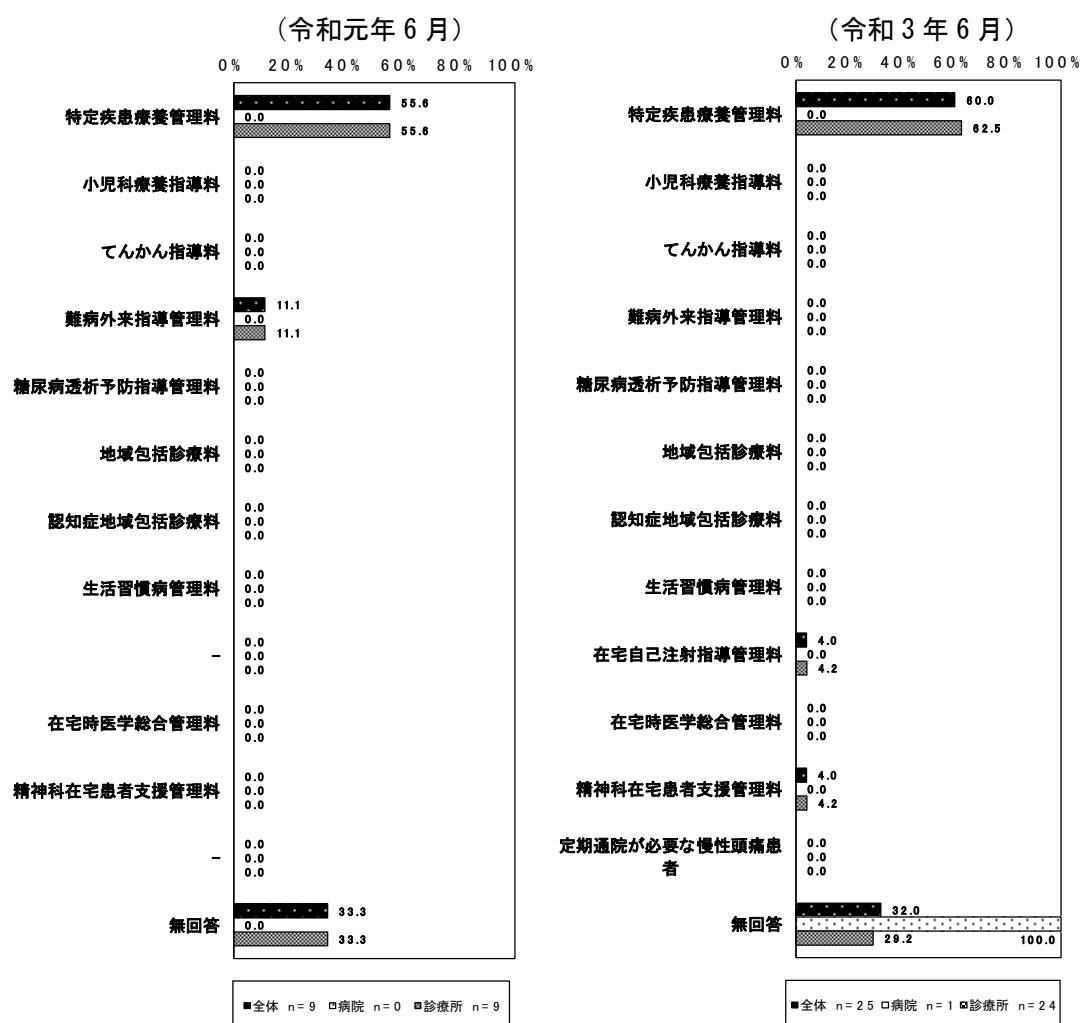 （令和元年６月）
0% 20% 40% 60% 80% 100%
特定疾患療養管理料
55.6
0.0
55.6
小児科療養指導料
0.0
0.0
0.0
てんかん指導料
0.0
0.0
0.0
難病外来指導管理料
11.1
0.0
11.1
糖尿病透析予防指導管理料
0.0
0.0
0.0
地域包括診療料
0.0
0.0
0.0
認知症地域包括診療料
0.0
0.0
0.0
生活習慣病管理料
0.0
0.0
0.0
−
0.0
0.0
0.0
在宅時医学総合管理料
0.0
0.0
0.0
精神科在宅患者支援管理料
0.0
0.0
0.0
−
0.0
0.0
0.0
無回答
33.3
0.0
33.3
全体 n=9 病院 n=0 診療所 n=9
（令和３年６月）
0% 20% 40% 60% 80% 100%
特定疾患療養管理料
60.0
0.0
62.5
小児科療養指導料
0.0
0.0
0.0
てんかん指導料
0.0
0.0
0.0
難病外来指導管理料
0.0
0.0
0.0
糖尿病透析予防指導管理料
0.0
0.0
0.0
地域包括診療料
0.0
0.0
0.0
認知症地域包括診療料
0.0
0.0
0.0
生活習慣病管理料
0.0
0.0
0.0
在宅自己注射指導管理料
4.0
0.0
4.2
在宅時医学総合管理料
0.0
0.0
0.0
精神科在宅患者支援管理料
4.0
0.0
4.2
定期通院が必要な慢性頭痛患
者
0.0
0.0
0.0
無回答
32.0
100.0
29.2
全体 n=25 病院 n=1 診療所 n=24